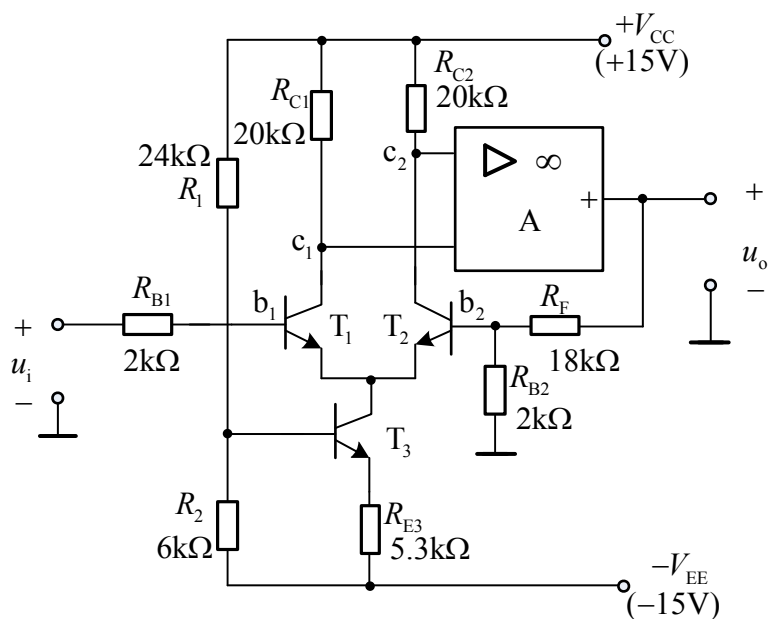 +V_CC
(+15V)
R_C1
20kΩ
R_C2
20kΩ
24kΩ
R_1
c_2
▷ ∞
A
+
c_1
+
u_o
−
R_B1
2kΩ
b_1
T_1
T_2
b_2
R_F
18kΩ
+
u_i
−
R_B2
2kΩ
T_3
R_2
6kΩ
R_E3
5.3kΩ
−V_EE
(−15V)